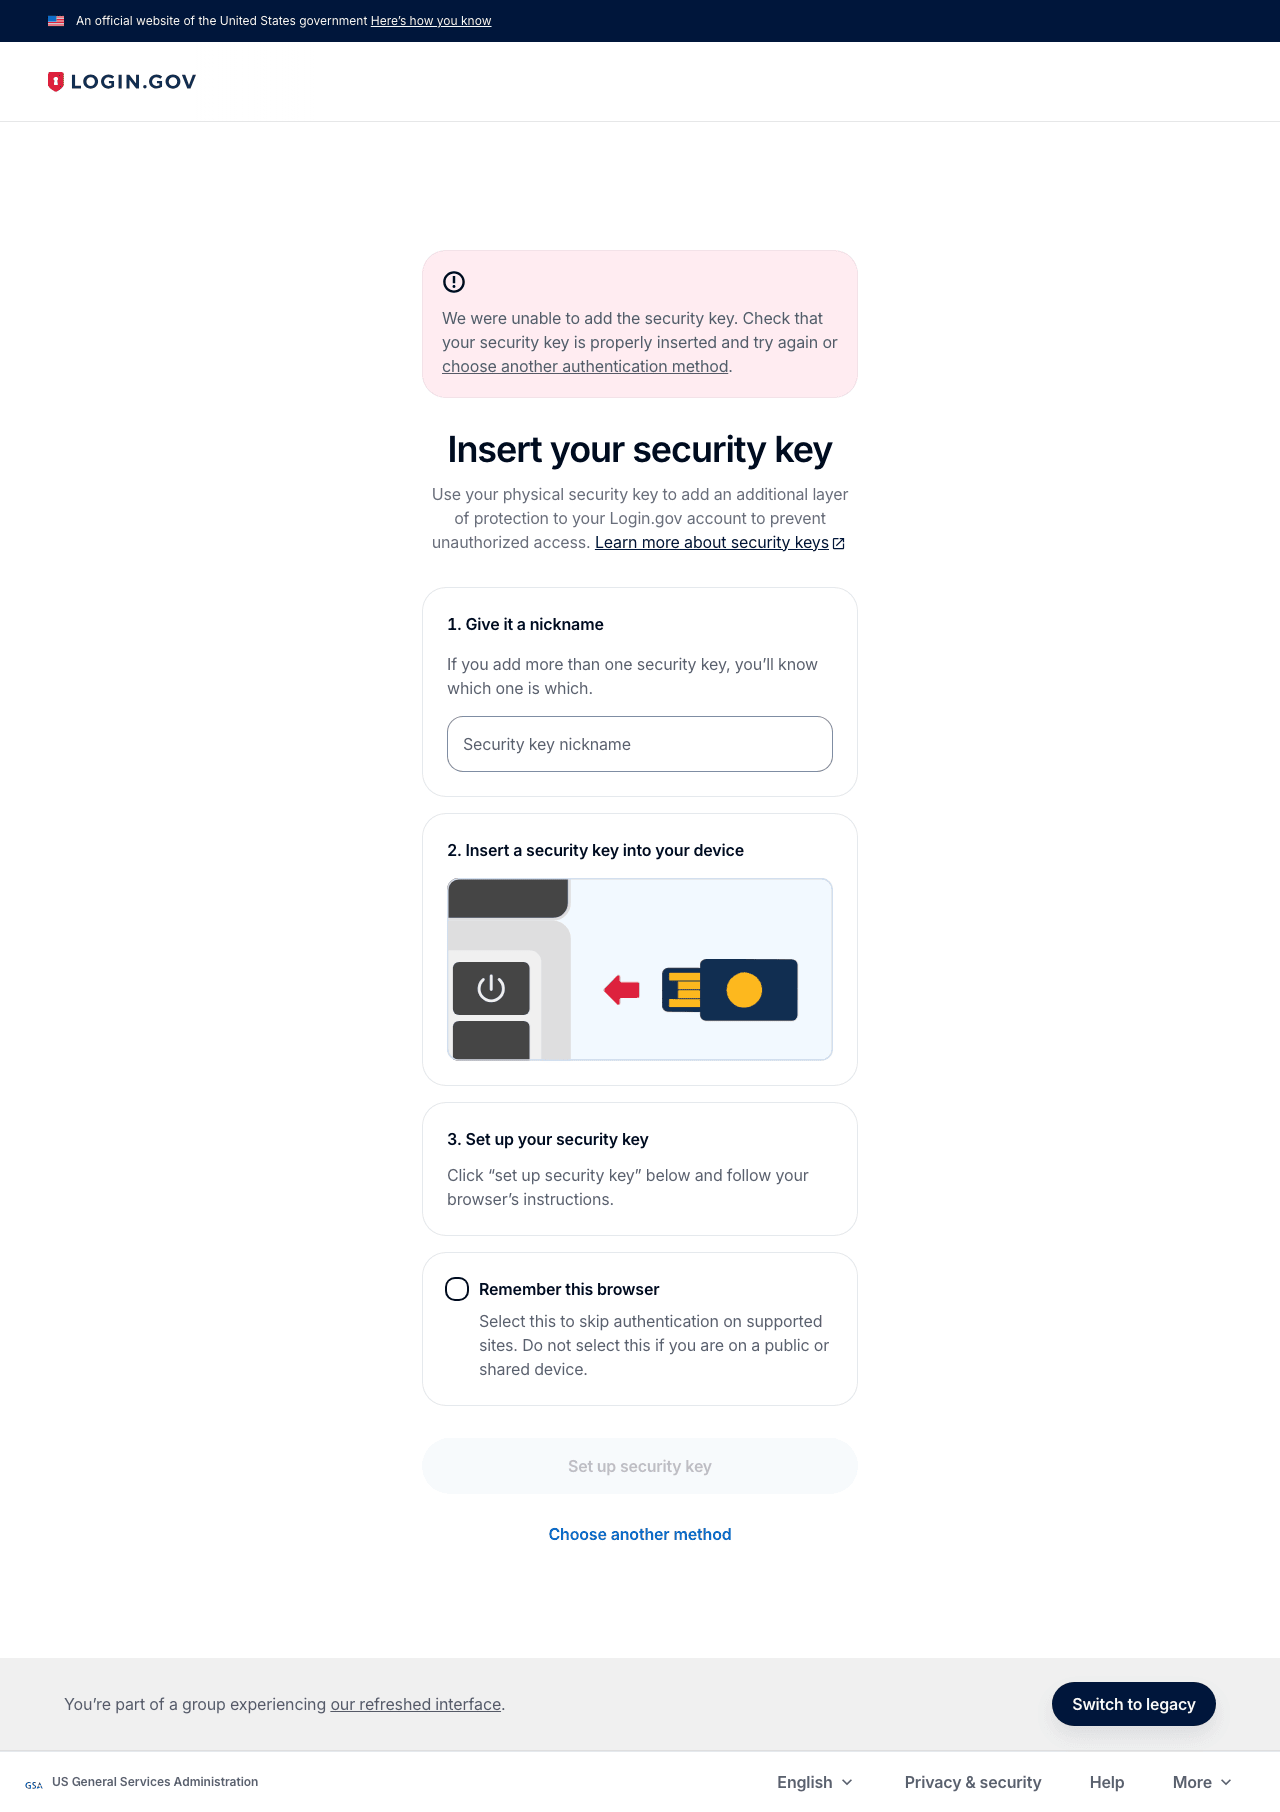 An official website of the United States government Here’s how you know
LOGIN.GOV
We were unable to add the security key. Check that
your security key is properly inserted and try again or
choose another authentication method.
Insert your security key
Use your physical security key to add an additional layer
of protection to your Login.gov account to prevent
unauthorized access. Learn more about security keys
1. Give it a nickname
If you add more than one security key, you’ll know
which one is which.
Security key nickname
2. Insert a security key into your device
3. Set up your security key
Click “set up security key” below and follow your
browser’s instructions.
Remember this browser
Select this to skip authentication on supported
sites. Do not select this if you are on a public or
shared device.
Set up security key
Choose another method
You’re part of a group experiencing our refreshed interface.
Switch to legacy
GSA US General Services Administration
English
Privacy & security
Help
More